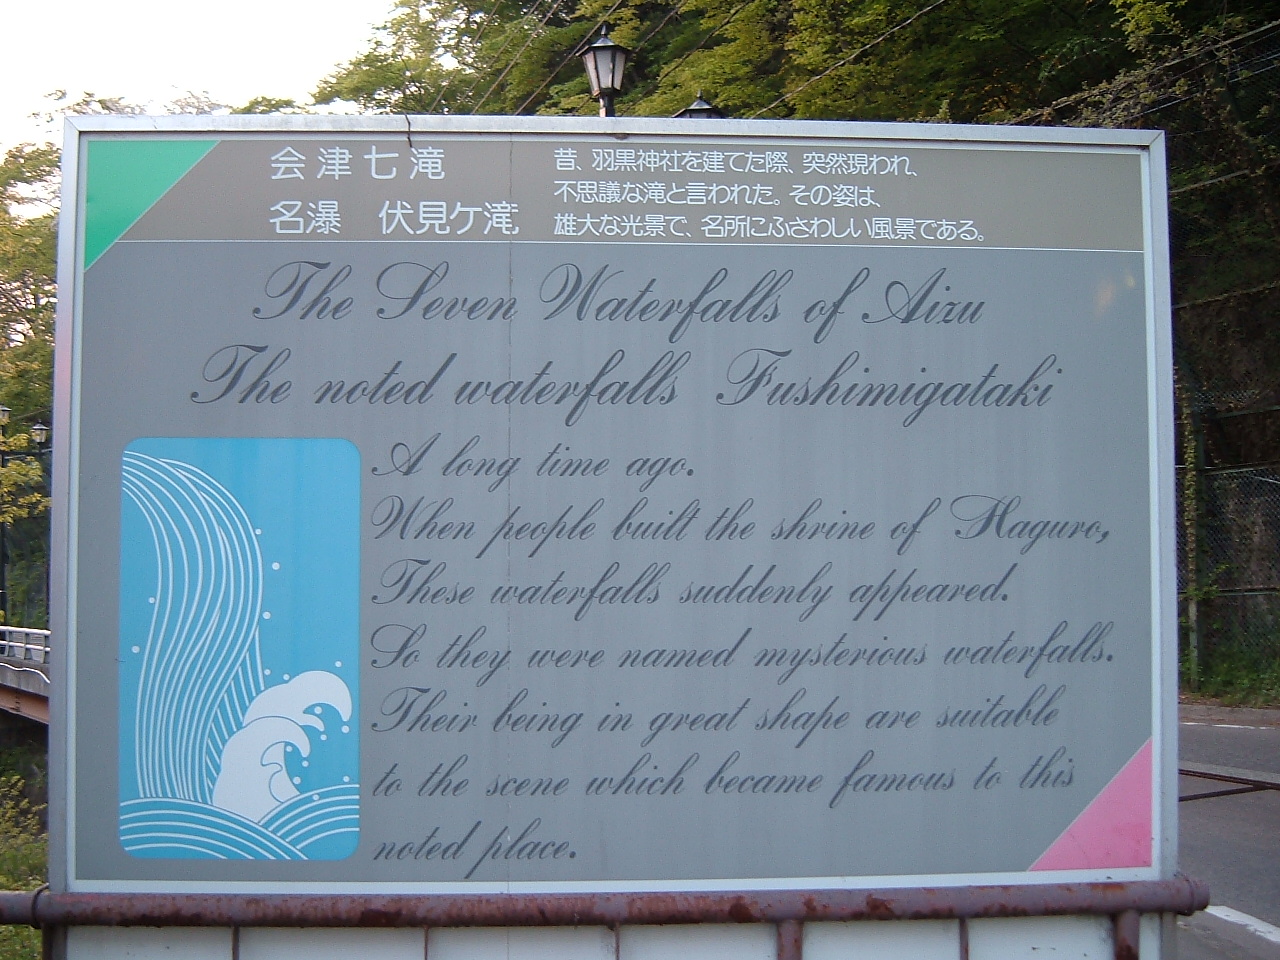 会津七滝
名瀑 伏見ケ滝
昔、羽黒神社を建てた際、突然現われ、
不思議な滝と言われた。その姿は、
雄大な光景で、名所にふさわしい風景である。
The Seven Waterfalls of Aizu
The noted waterfalls Fushimigataki
A long time ago.
When people built the shrine of Haguro,
These waterfalls suddenly appeared.
So they were named mysterious waterfalls.
Their being in great shape are suitable
to the scene which became famous to this
noted place.